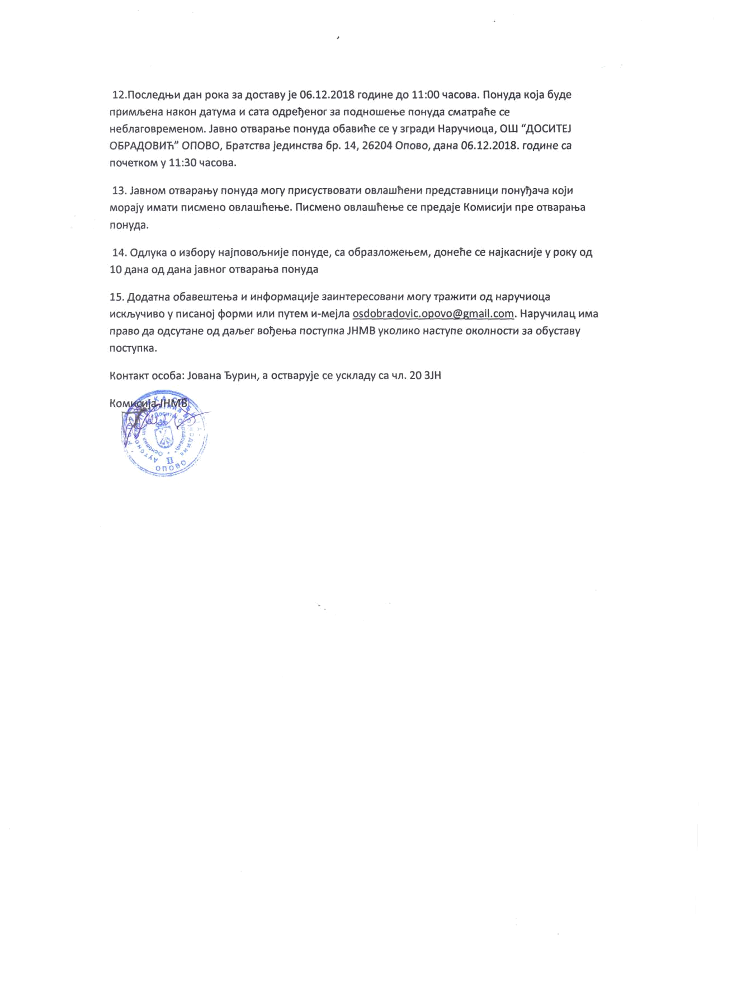 12.Последњи дан рока за доставу је 06.12.2018 године до 11:00 часова. Понуда која буде
примљена након датума и сата одређеног за подношење понуда сматраће се
неблаговременом. Јавно отварање понуда обавиће се у згради Наручиоца, ОШ “ДОСИТЕЈ
ОБРАДОВИЋ” ОПОВО, Братства јединства бр. 14, 26204 Опово, дана 06.12.2018. године са
почетком у 11:30 часова.
13. Јавном отварању понуда могу присуствовати овлашћени представници понуђача који
морају имати писмено овлашћење. Писмено овлашћење се предаје Комисији пре отварања
понуда.
14. Одлука о избору најповољније понуде, са образложењем, донеће се најкасније у року од
10 дана од дана јавног отварања понуда
15. Додатна обавештења и информације заинтересовани могу тражити од наручиоца
искључиво у писаној форми или путем и-мејла osdobradovic.opovo@gmail.com. Наручилац има
право да одсутане од даљег вођења поступка ЈНМВ уколико наступе околности за обуставу
поступка.
Контакт особа: Јована Ђурин, а остварује се ускладу са чл. 20 ЗЈН
Комисија ЈНМВ
Основна школа Доситеј Обрадовић
II
ОПОВО